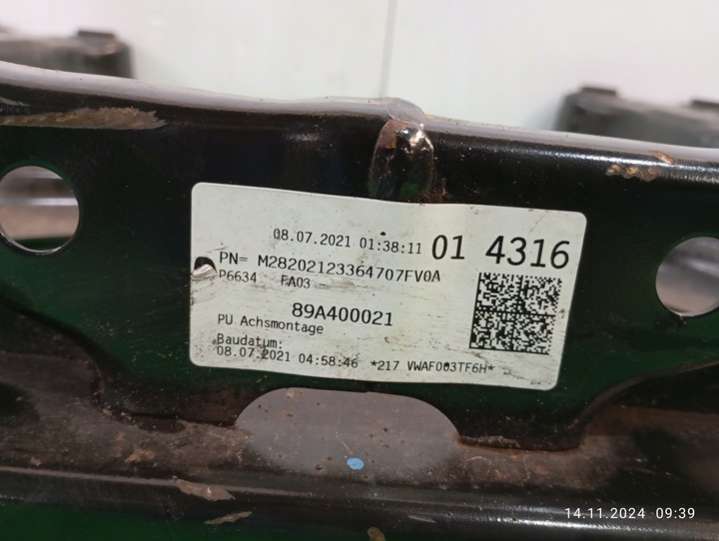 08.07.2021 01:38:11 01 4316
PN= M28202123364707FV0A
P6634 FA03
89A400021
PU Achsmontage
Baudatum:
08.07.2021 04:58:46 *217 VWAF003TF6H*
14.11.2024 09:39